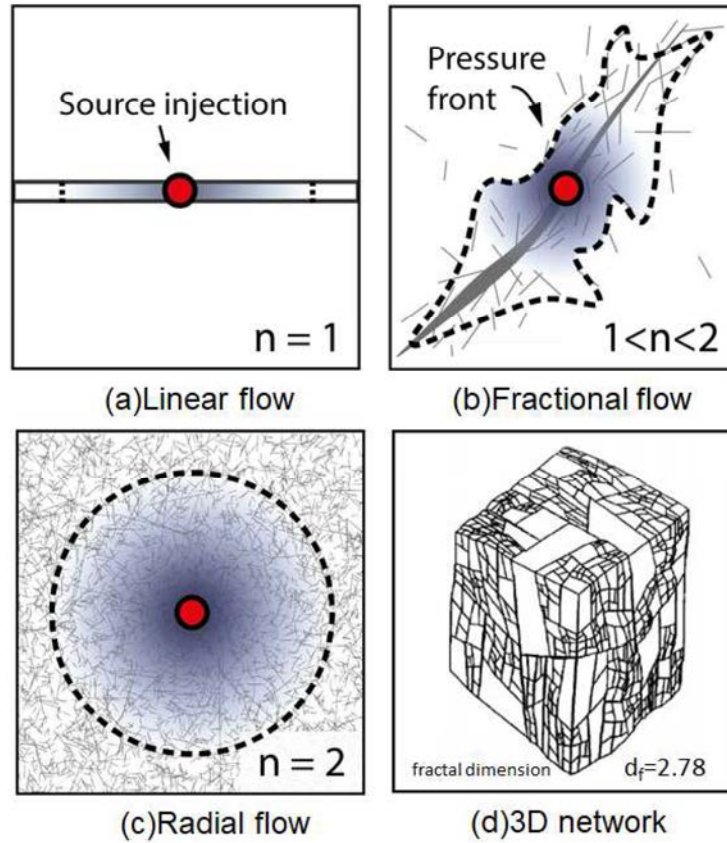 Source injection
n = 1
(a)Linear flow
Pressure
front
1<n<2
(b)Fractional flow
n = 2
(c)Radial flow
fractal dimension d_f=2.78
(d)3D network